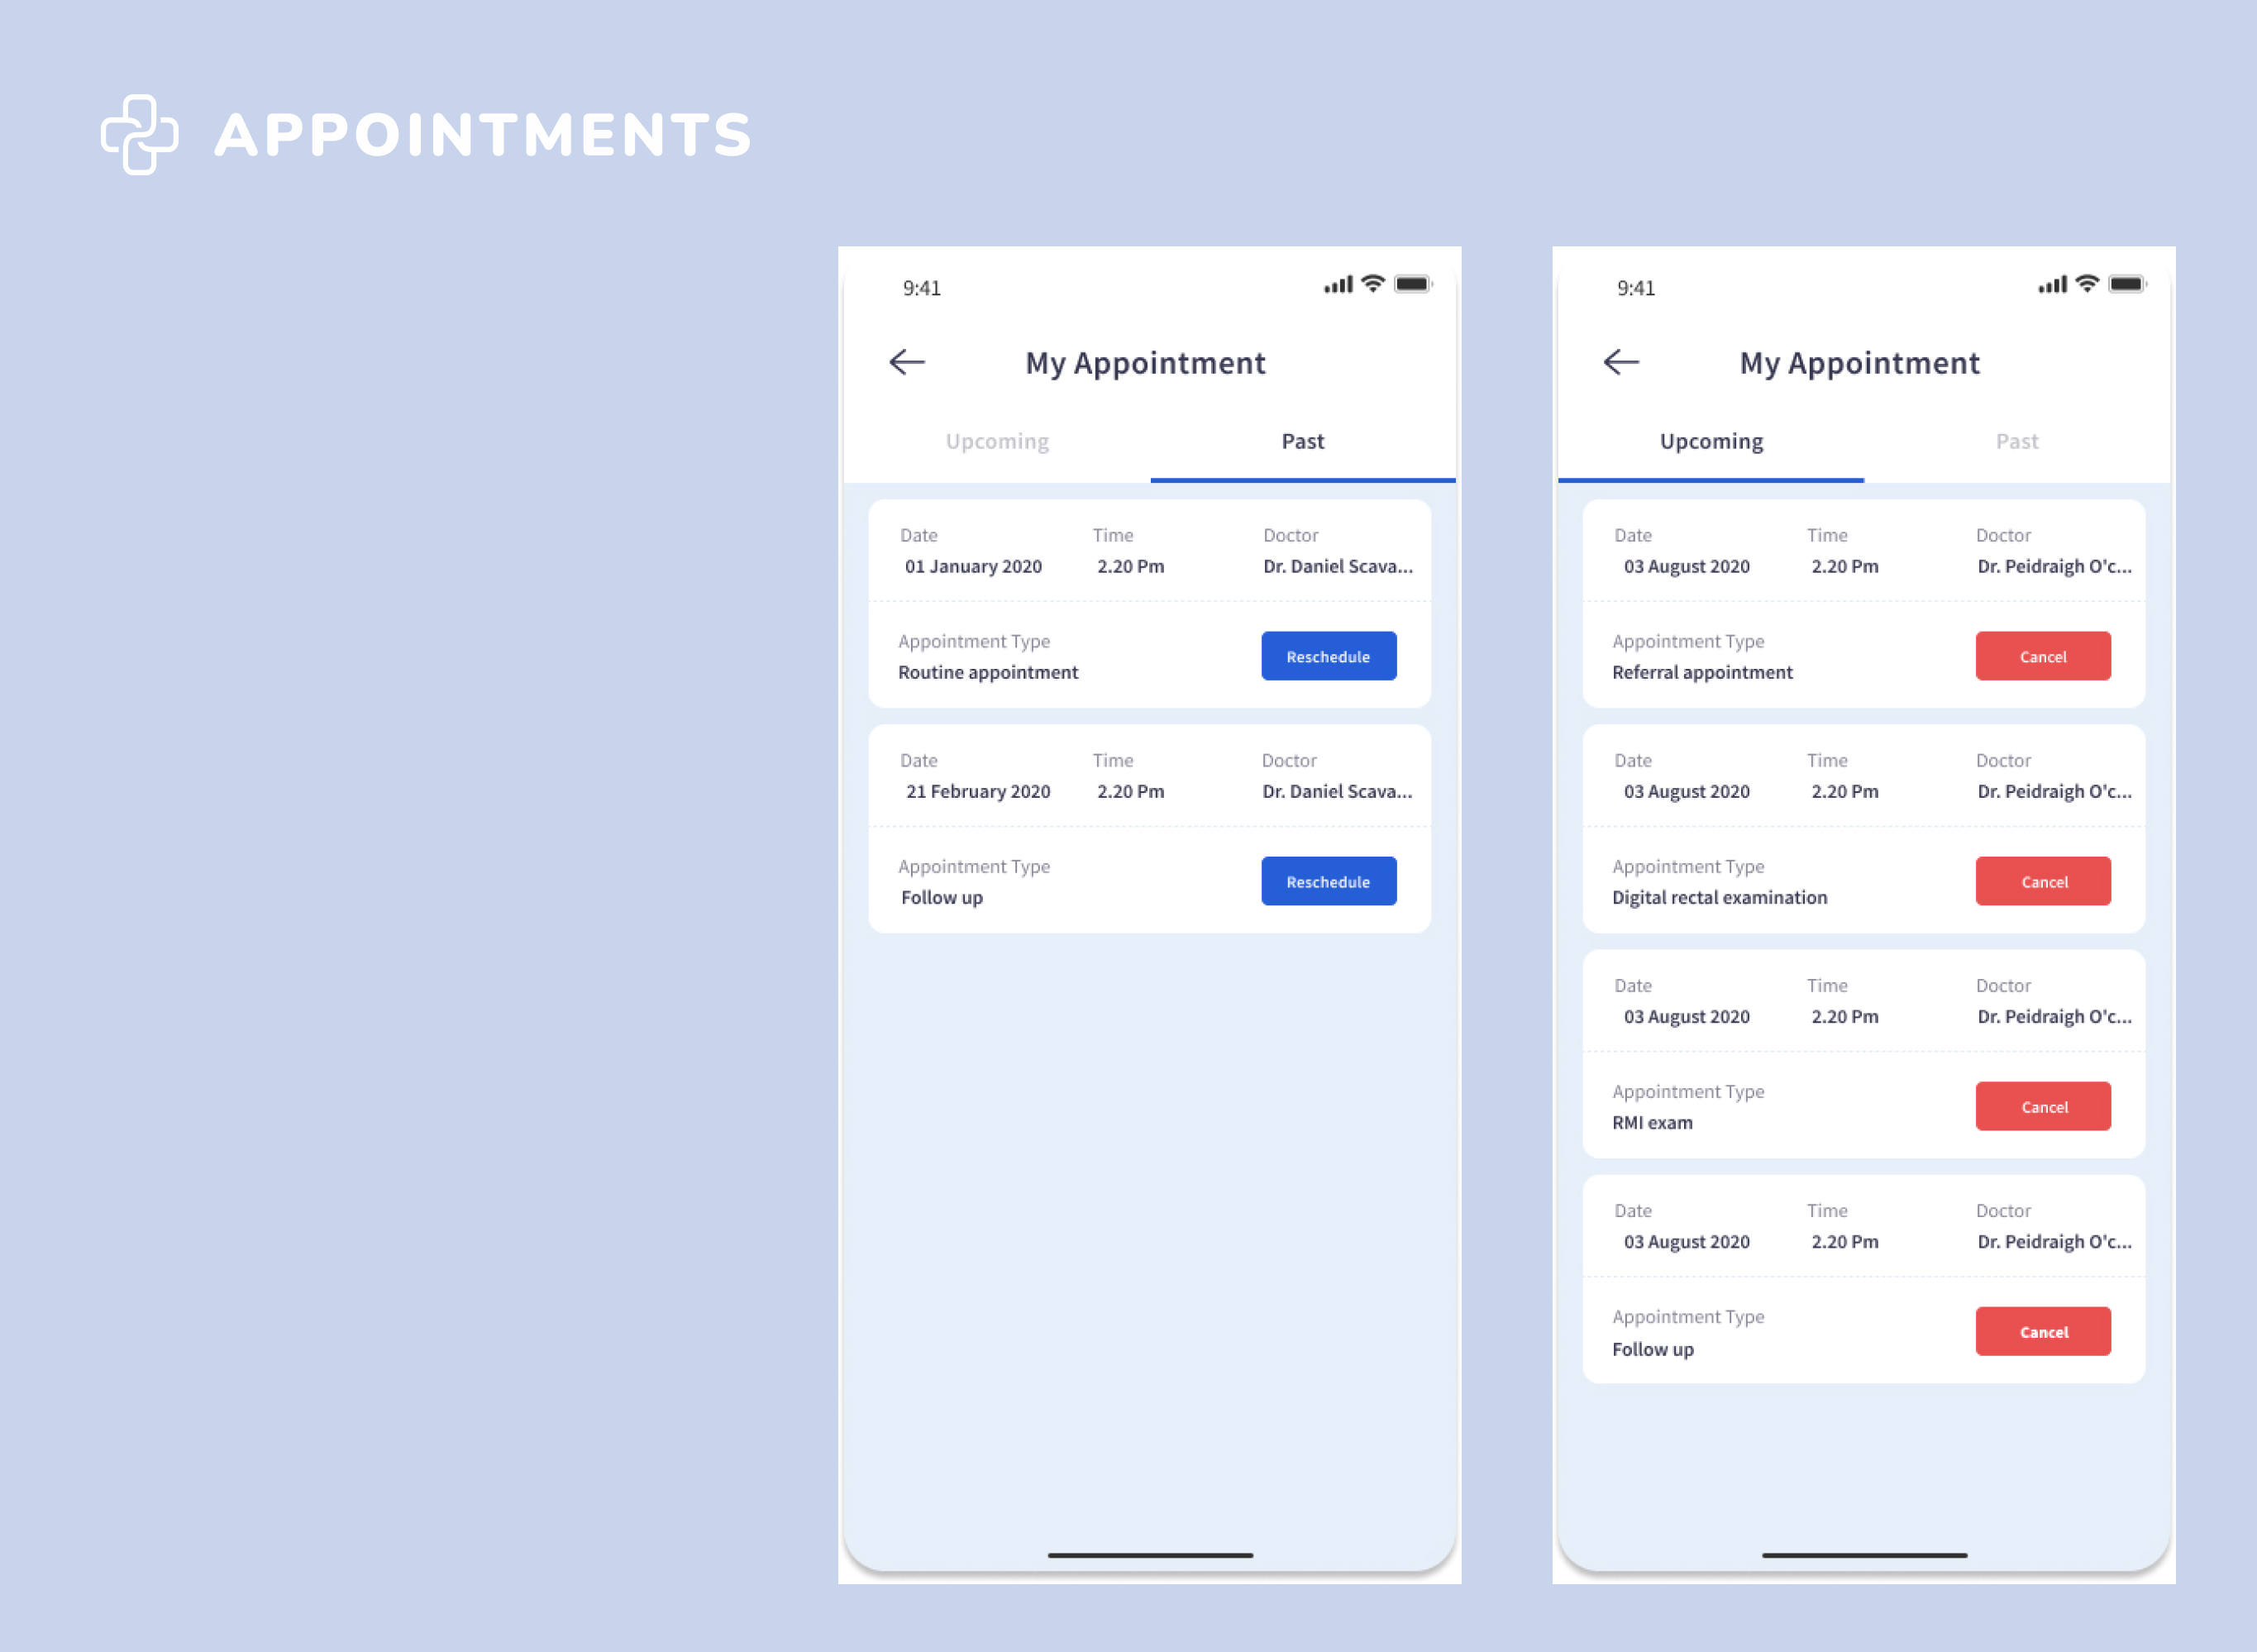 APPOINTMENTS
9:41
My Appointment
Upcoming Past
Date Time Doctor
01 January 2020 2.20 Pm Dr. Daniel Scava...
Appointment Type
Routine appointment
Reschedule
Date Time Doctor
21 February 2020 2.20 Pm Dr. Daniel Scava...
Appointment Type
Follow up
Reschedule
9:41
My Appointment
Upcoming Past
Date Time Doctor
03 August 2020 2.20 Pm Dr. Peidraigh O'c...
Appointment Type
Referral appointment
Cancel
Date Time Doctor
03 August 2020 2.20 Pm Dr. Peidraigh O'c...
Appointment Type
Digital rectal examination
Cancel
Date Time Doctor
03 August 2020 2.20 Pm Dr. Peidraigh O'c...
Appointment Type
RMI exam
Cancel
Date Time Doctor
03 August 2020 2.20 Pm Dr. Peidraigh O'c...
Appointment Type
Follow up
Cancel